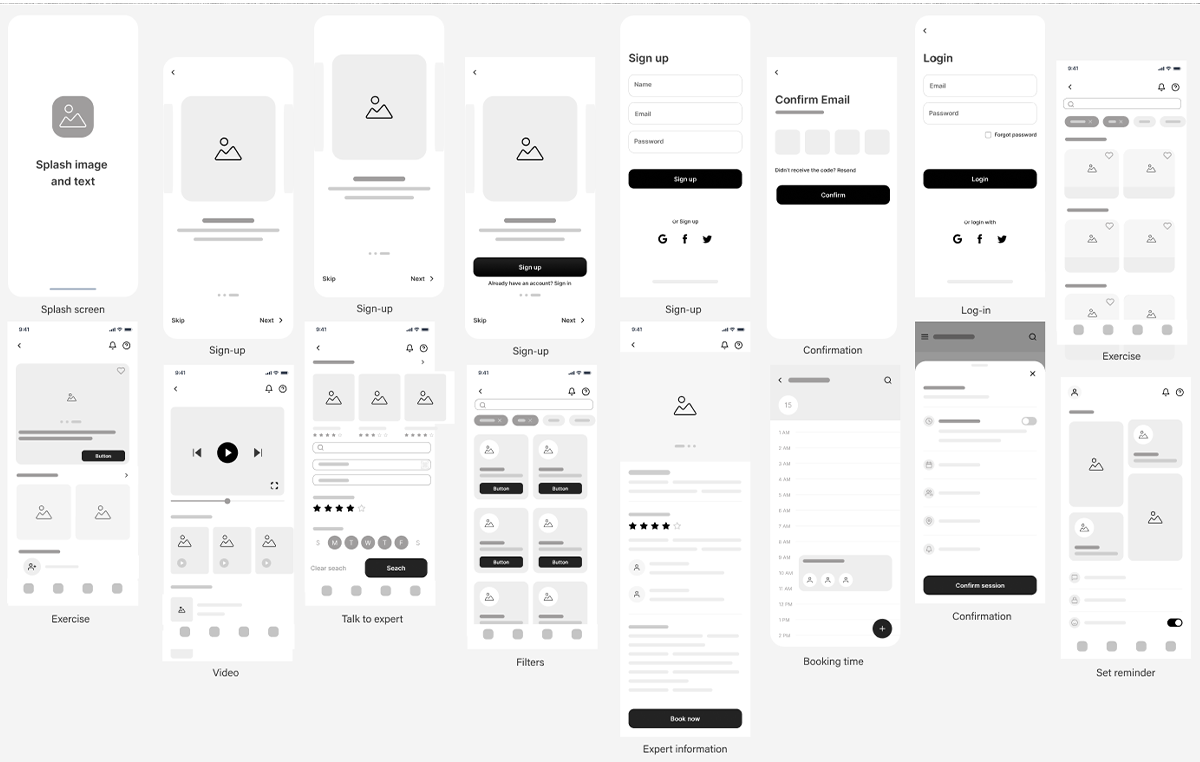 Splash image
and text
Splash screen
Skip
Next
Sign-up
Skip
Next
Sign-up
Sign up
Already have an account? Sign in
Skip
Next
Sign-up
Sign up
Name
Email
Password
Sign up
Or Sign up
G f
Sign-up
Confirm Email
Didn't receive the code? Resend
Confirm
Confirmation
Login
Email
Password
Forgot password
Login
Or login with
G f
Log-in
9:41
Exercise
9:41
Button
Exercise
9:41
Video
9:41
S M T W T F S
Clear seach
Seach
Talk to expert
9:41
Button
Button
Button
Button
Filters
9:41
Book now
Expert information
15
1 AM
2 AM
3 AM
4 AM
5 AM
6 AM
7 AM
8 AM
9 AM
10 AM
11 AM
12 PM
1 PM
2 PM
Booking time
Confirm session
Confirmation
Set reminder